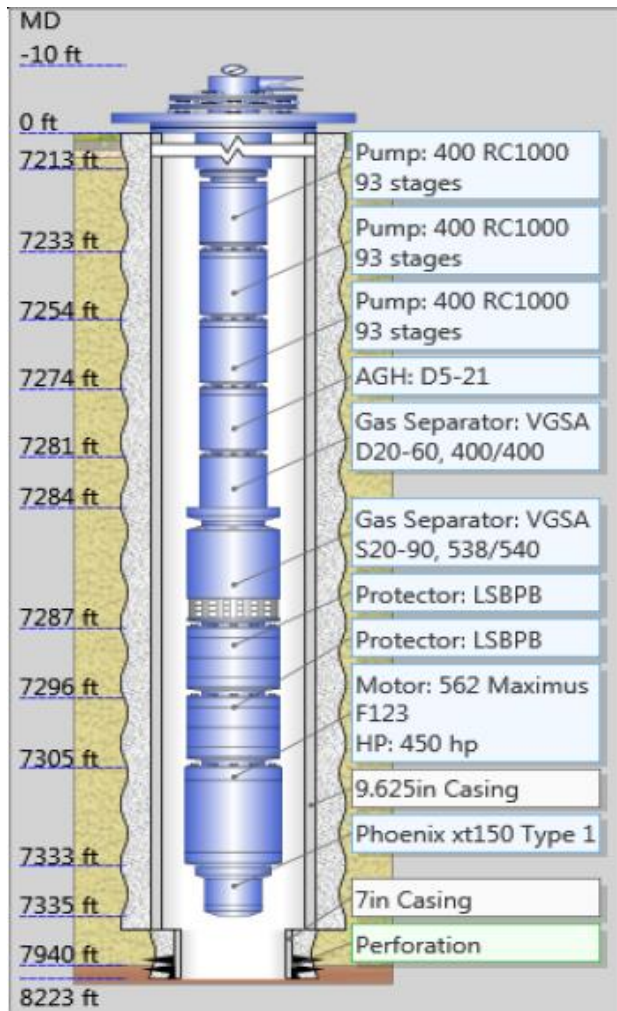 MD
-10 ft
0 ft
7213 ft
7233 ft
7254 ft
7274 ft
7281 ft
7284 ft
7287 ft
7296 ft
7305 ft
7333 ft
7335 ft
7940 ft
8223 ft
Pump: 400 RC1000
93 stages
Pump: 400 RC1000
93 stages
Pump: 400 RC1000
93 stages
AGH: D5-21
Gas Separator: VGSA
D20-60, 400/400
Gas Separator: VGSA
S20-90, 538/540
Protector: LSBPB
Protector: LSBPB
Motor: 562 Maximus
F123
HP: 450 hp
9.625in Casing
Phoenix xt150 Type 1
7in Casing
Perforation